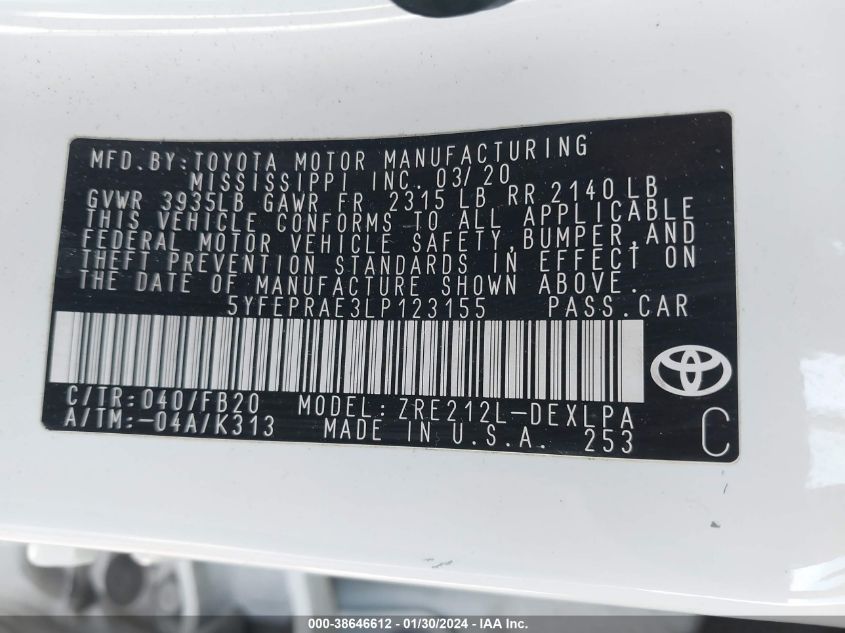 MFD.BY:TOYOTA MOTOR MANUFACTURING
MISSISSIPPI INC. 03/20
GVWR 3935LB GAWR FR 2315 LB RR 2140 LB
THIS VEHICLE CONFORMS TO ALL APPLICABLE
FEDERAL MOTOR VEHICLE SAFETY, BUMPER, AND
THEFT PREVENTION STANDARDS IN EFFECT ON
THE DATE OF MANUFACTURE SHOWN ABOVE.
5YFEPRAE3LP123155 PASS.CAR
C/TR: 040/FB20 MODEL: ZRE212L-DEXLPA
A/TM:-04A/K313 MADE IN U.S.A. 253 C
000-38646612 - 01/30/2024 - IAA Inc.